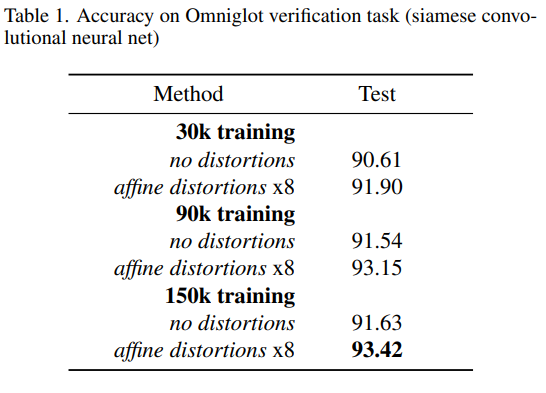 Table 1. Accuracy on Omniglot verification task (siamese convo-
lutional neural net)
Method Test
30k training
no distortions 90.61
affine distortions x8 91.90
90k training
no distortions 91.54
affine distortions x8 93.15
150k training
no distortions 91.63
affine distortions x8 93.42